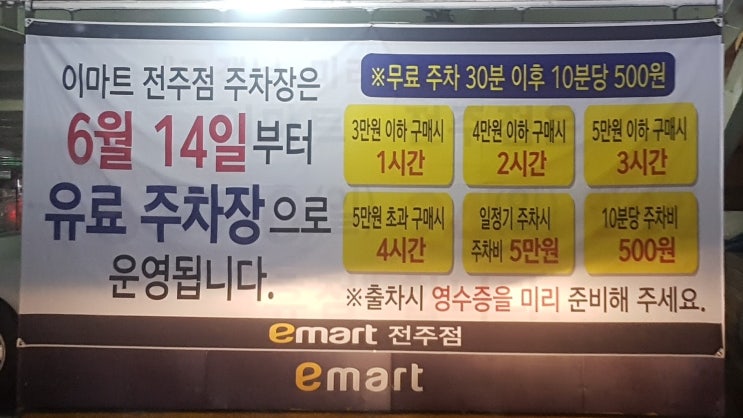 이마트 전주점 주차장은
6월 14일부터
유료 주차장으로
운영됩니다.
※무료 주차 30분 이후 10분당 500원
3만원 이하 구매시
1시간
4만원 이하 구매시
2시간
5만원 이하 구매시
3시간
5만원 초과 구매시
4시간
일정기 주차시
주차비 5만원
10분당 주차비
500원
※출차시 영수증을 미리 준비해 주세요.
emart 전주점
emart